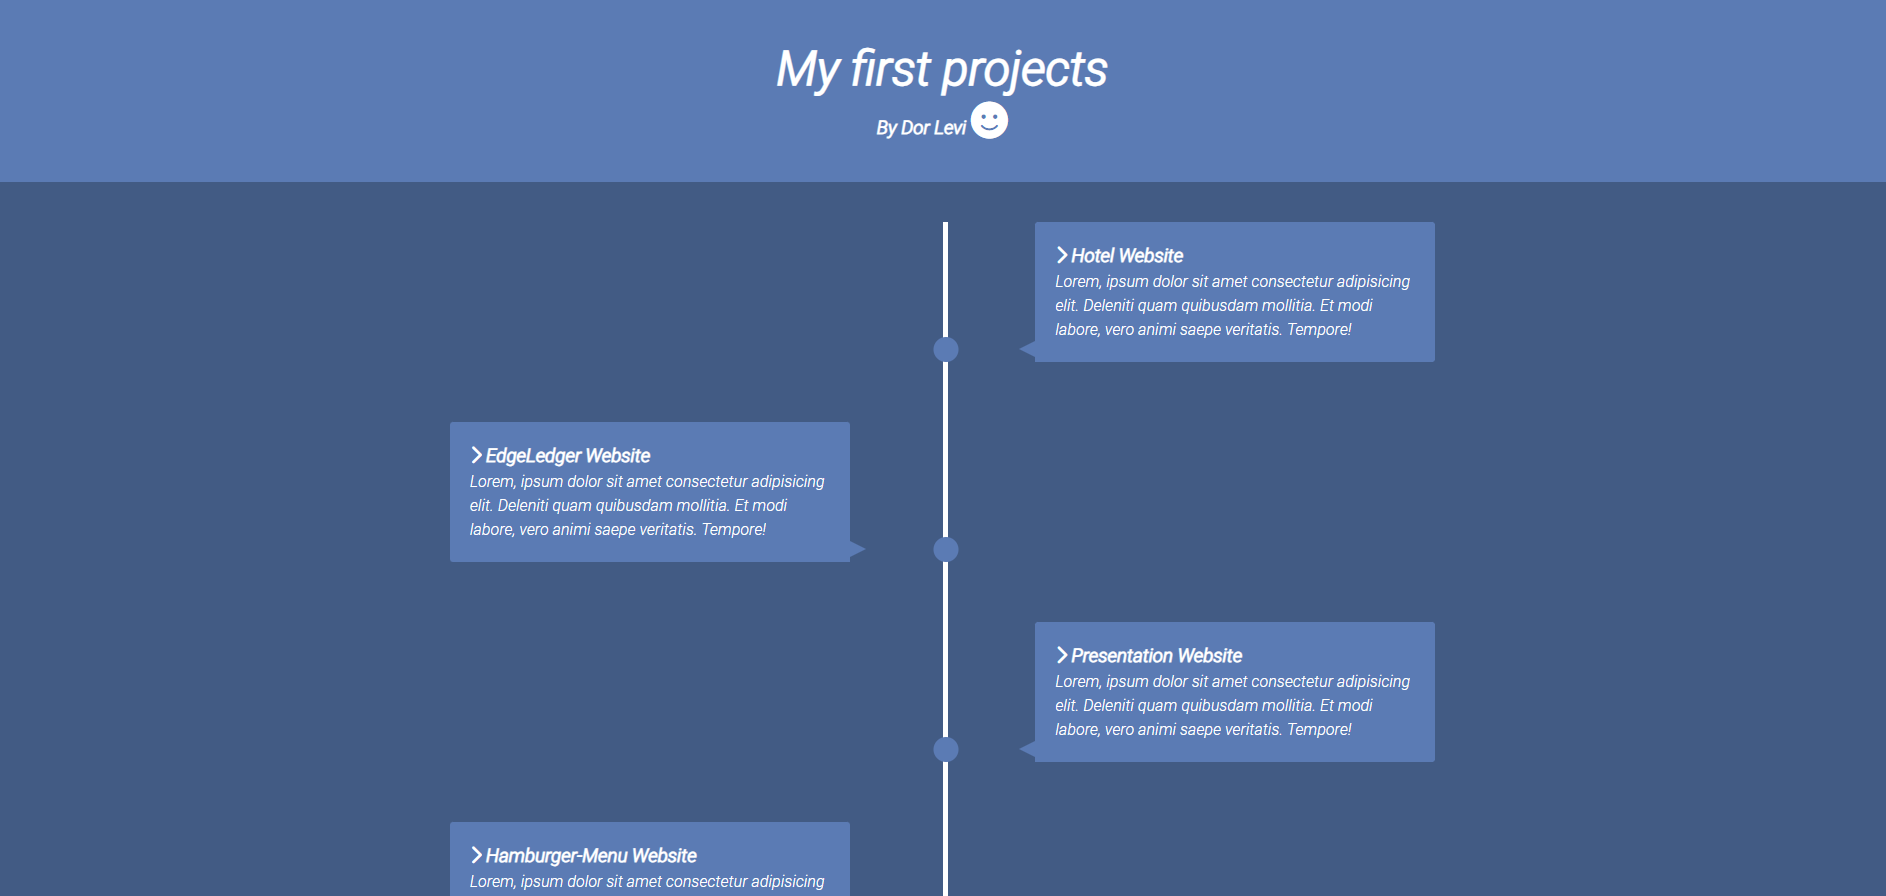 My first projects
By Dor Levi
Hotel Website
Lorem, ipsum dolor sit amet consectetur adipisicing
elit. Deleniti quam quibusdam mollitia. Et modi
labore, vero animi saepe veritatis. Tempore!
EdgeLedger Website
Lorem, ipsum dolor sit amet consectetur adipisicing
elit. Deleniti quam quibusdam mollitia. Et modi
labore, vero animi saepe veritatis. Tempore!
Presentation Website
Lorem, ipsum dolor sit amet consectetur adipisicing
elit. Deleniti quam quibusdam mollitia. Et modi
labore, vero animi saepe veritatis. Tempore!
Hamburger-Menu Website
Lorem, ipsum dolor sit amet consectetur adipisicing